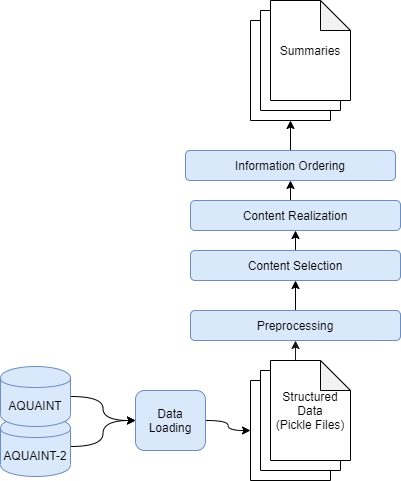 Summaries
Information Ordering
Content Realization
Content Selection
Preprocessing
AQUAINT
AQUAINT-2
Data
Loading
Structured
Data
(Pickle Files)